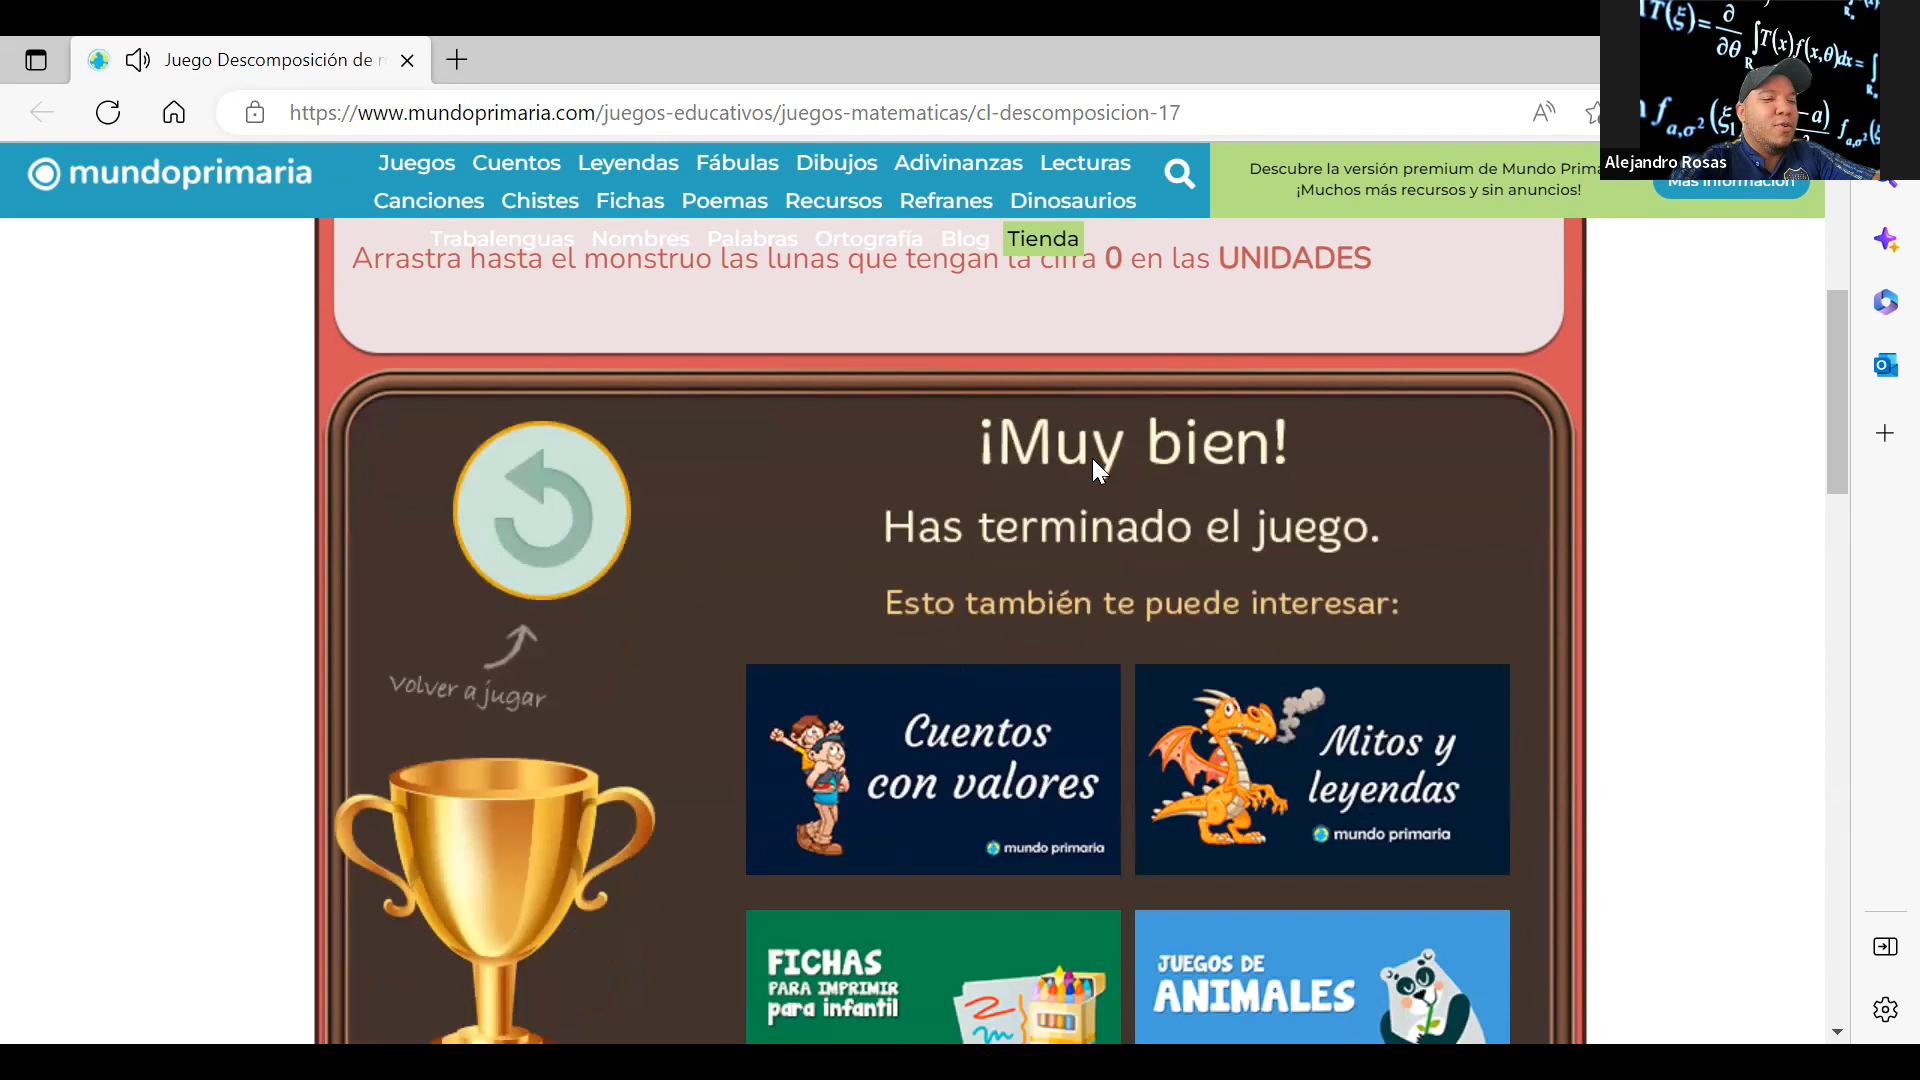 Juego Descomposición de
https://www.mundoprimaria.com/juegos-educativos/juegos-matematicas/cl-descomposicion-17
mundoprimaria
Juegos Cuentos Leyendas Fábulas Dibujos Adivinanzas Lecturas
Canciones Chistes Fichas Poemas Recursos Refranes Dinosaurios
Trabalenguas Nombres Palabras Ortografía Blog Tienda
Descubre la versión premium de Mundo
¡Muchos más recursos y sin anuncios!
Más información
Alejandro Rosas
Arrastra hasta el monstruo las lunas que tengan la cifra 0 en las UNIDADES
¡Muy bien!
Has terminado el juego.
Esto también te puede interesar:
Volver a jugar
Cuentos
con valores
mundo primaria
Mitos y
leyendas
mundo primaria
FICHAS
PARA IMPRIMIR
para infantil
JUEGOS DE
ANIMALES